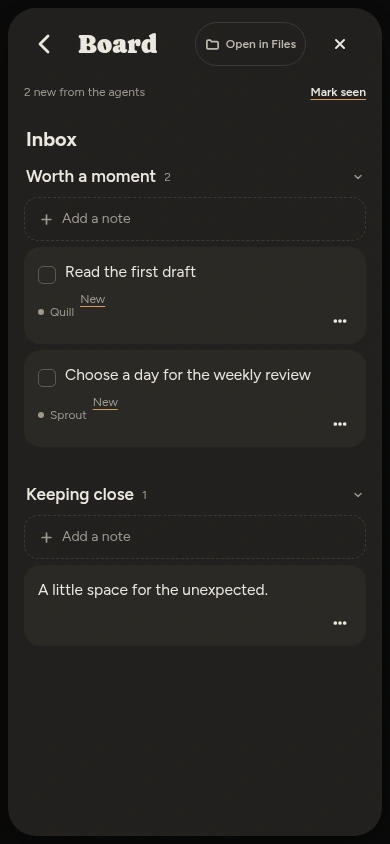 Board
Open in Files
2 new from the agents
Mark seen
Inbox
Worth a moment 2
Add a note
Read the first draft
New
Quill
Choose a day for the weekly review
New
Sprout
Keeping close 1
Add a note
A little space for the unexpected.